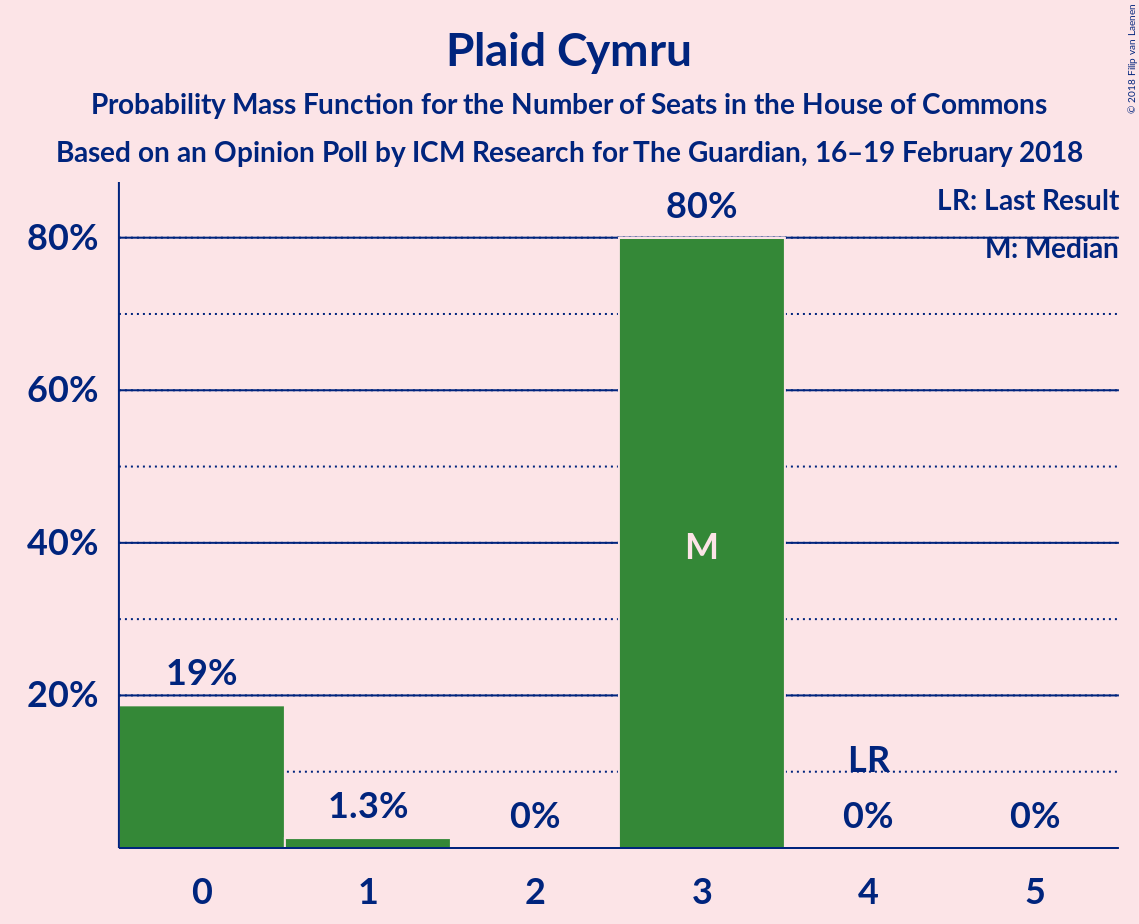 Plaid Cymru
Probability Mass Function for the Number of Seats in the House of Commons
Based on an Opinion Poll by ICM Research for The Guardian, 16–19 February 2018
© 2018 Filip van Laenen
LR: Last Result
M: Median
80%
60%
40%
20%
19%
1.3%
0%
80%
M
LR
0%
0%
0 1 2 3 4 5